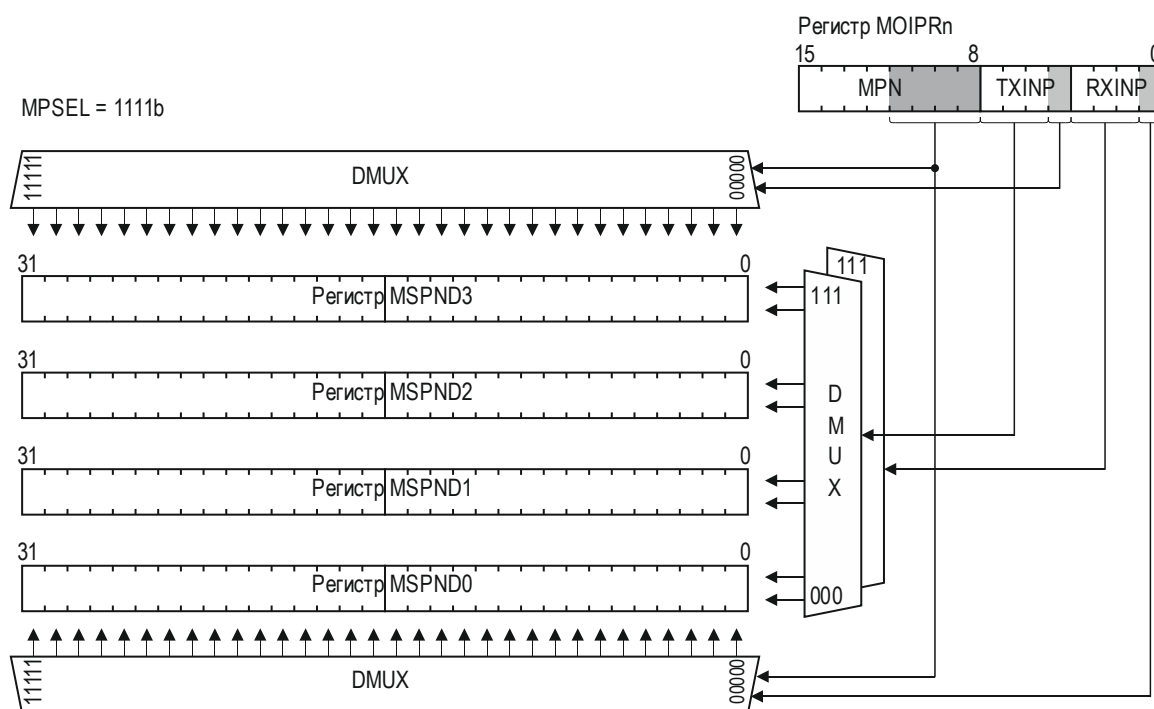 Регистр MOIPRn
15 8 0
MPN TXINP RXINP
MPSEL = 1111b
11111 DMUX 00000
31 0
Регистр MSPND3
31 0
Регистр MSPND2
31 0
Регистр MSPND1
31 0
Регистр MSPND0
111
111
D
M
U
X
000
11111 DMUX 00000